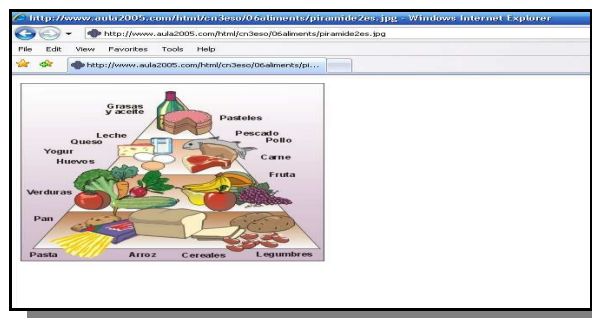 http://www.aula2005.com/html/cn3eso/06aliments/piramide2es.jpg - Windows Internet Explorer
http://www.aula2005.com/html/cn3eso/06aliments/piramide2es.jpg
File Edit View Favorites Tools Help
http://www.aula2005.com/html/cn3eso/06aliments/pi...
Grasas
y aceite
Pasteles
Leche
Pescado
Queso
Pollo
Yogur
Carne
Huevos
Fruta
Verduras
Pan
Pasta Arroz Cereales Legumbres